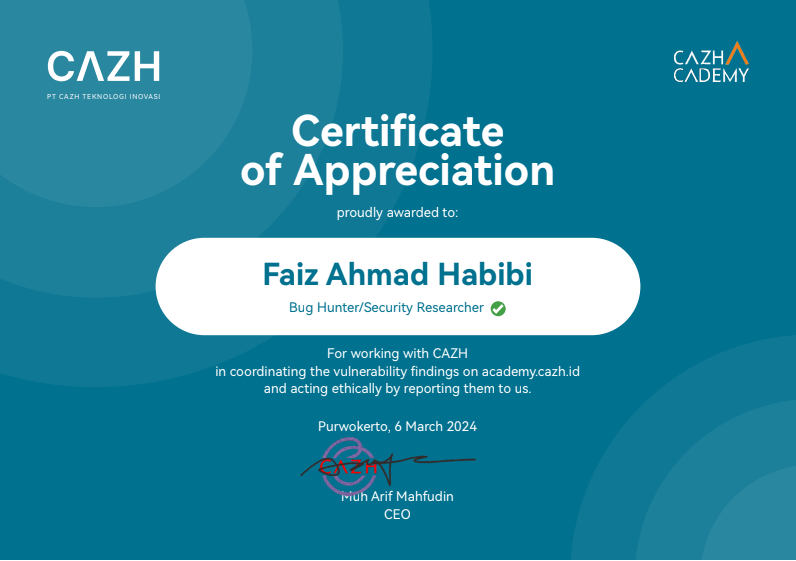 CAZH
PT CAZH TEKNOLOGI INOVASI
CAZH
CADEMY
Certificate
of Appreciation
proudly awarded to:
Faiz Ahmad Habibi
Bug Hunter/Security Researcher
For working with CAZH
in coordinating the vulnerability findings on academy.cazh.id
and acting ethically by reporting them to us.
Purwokerto, 6 March 2024
CAZH
Muh Arif Mahfudin
CEO